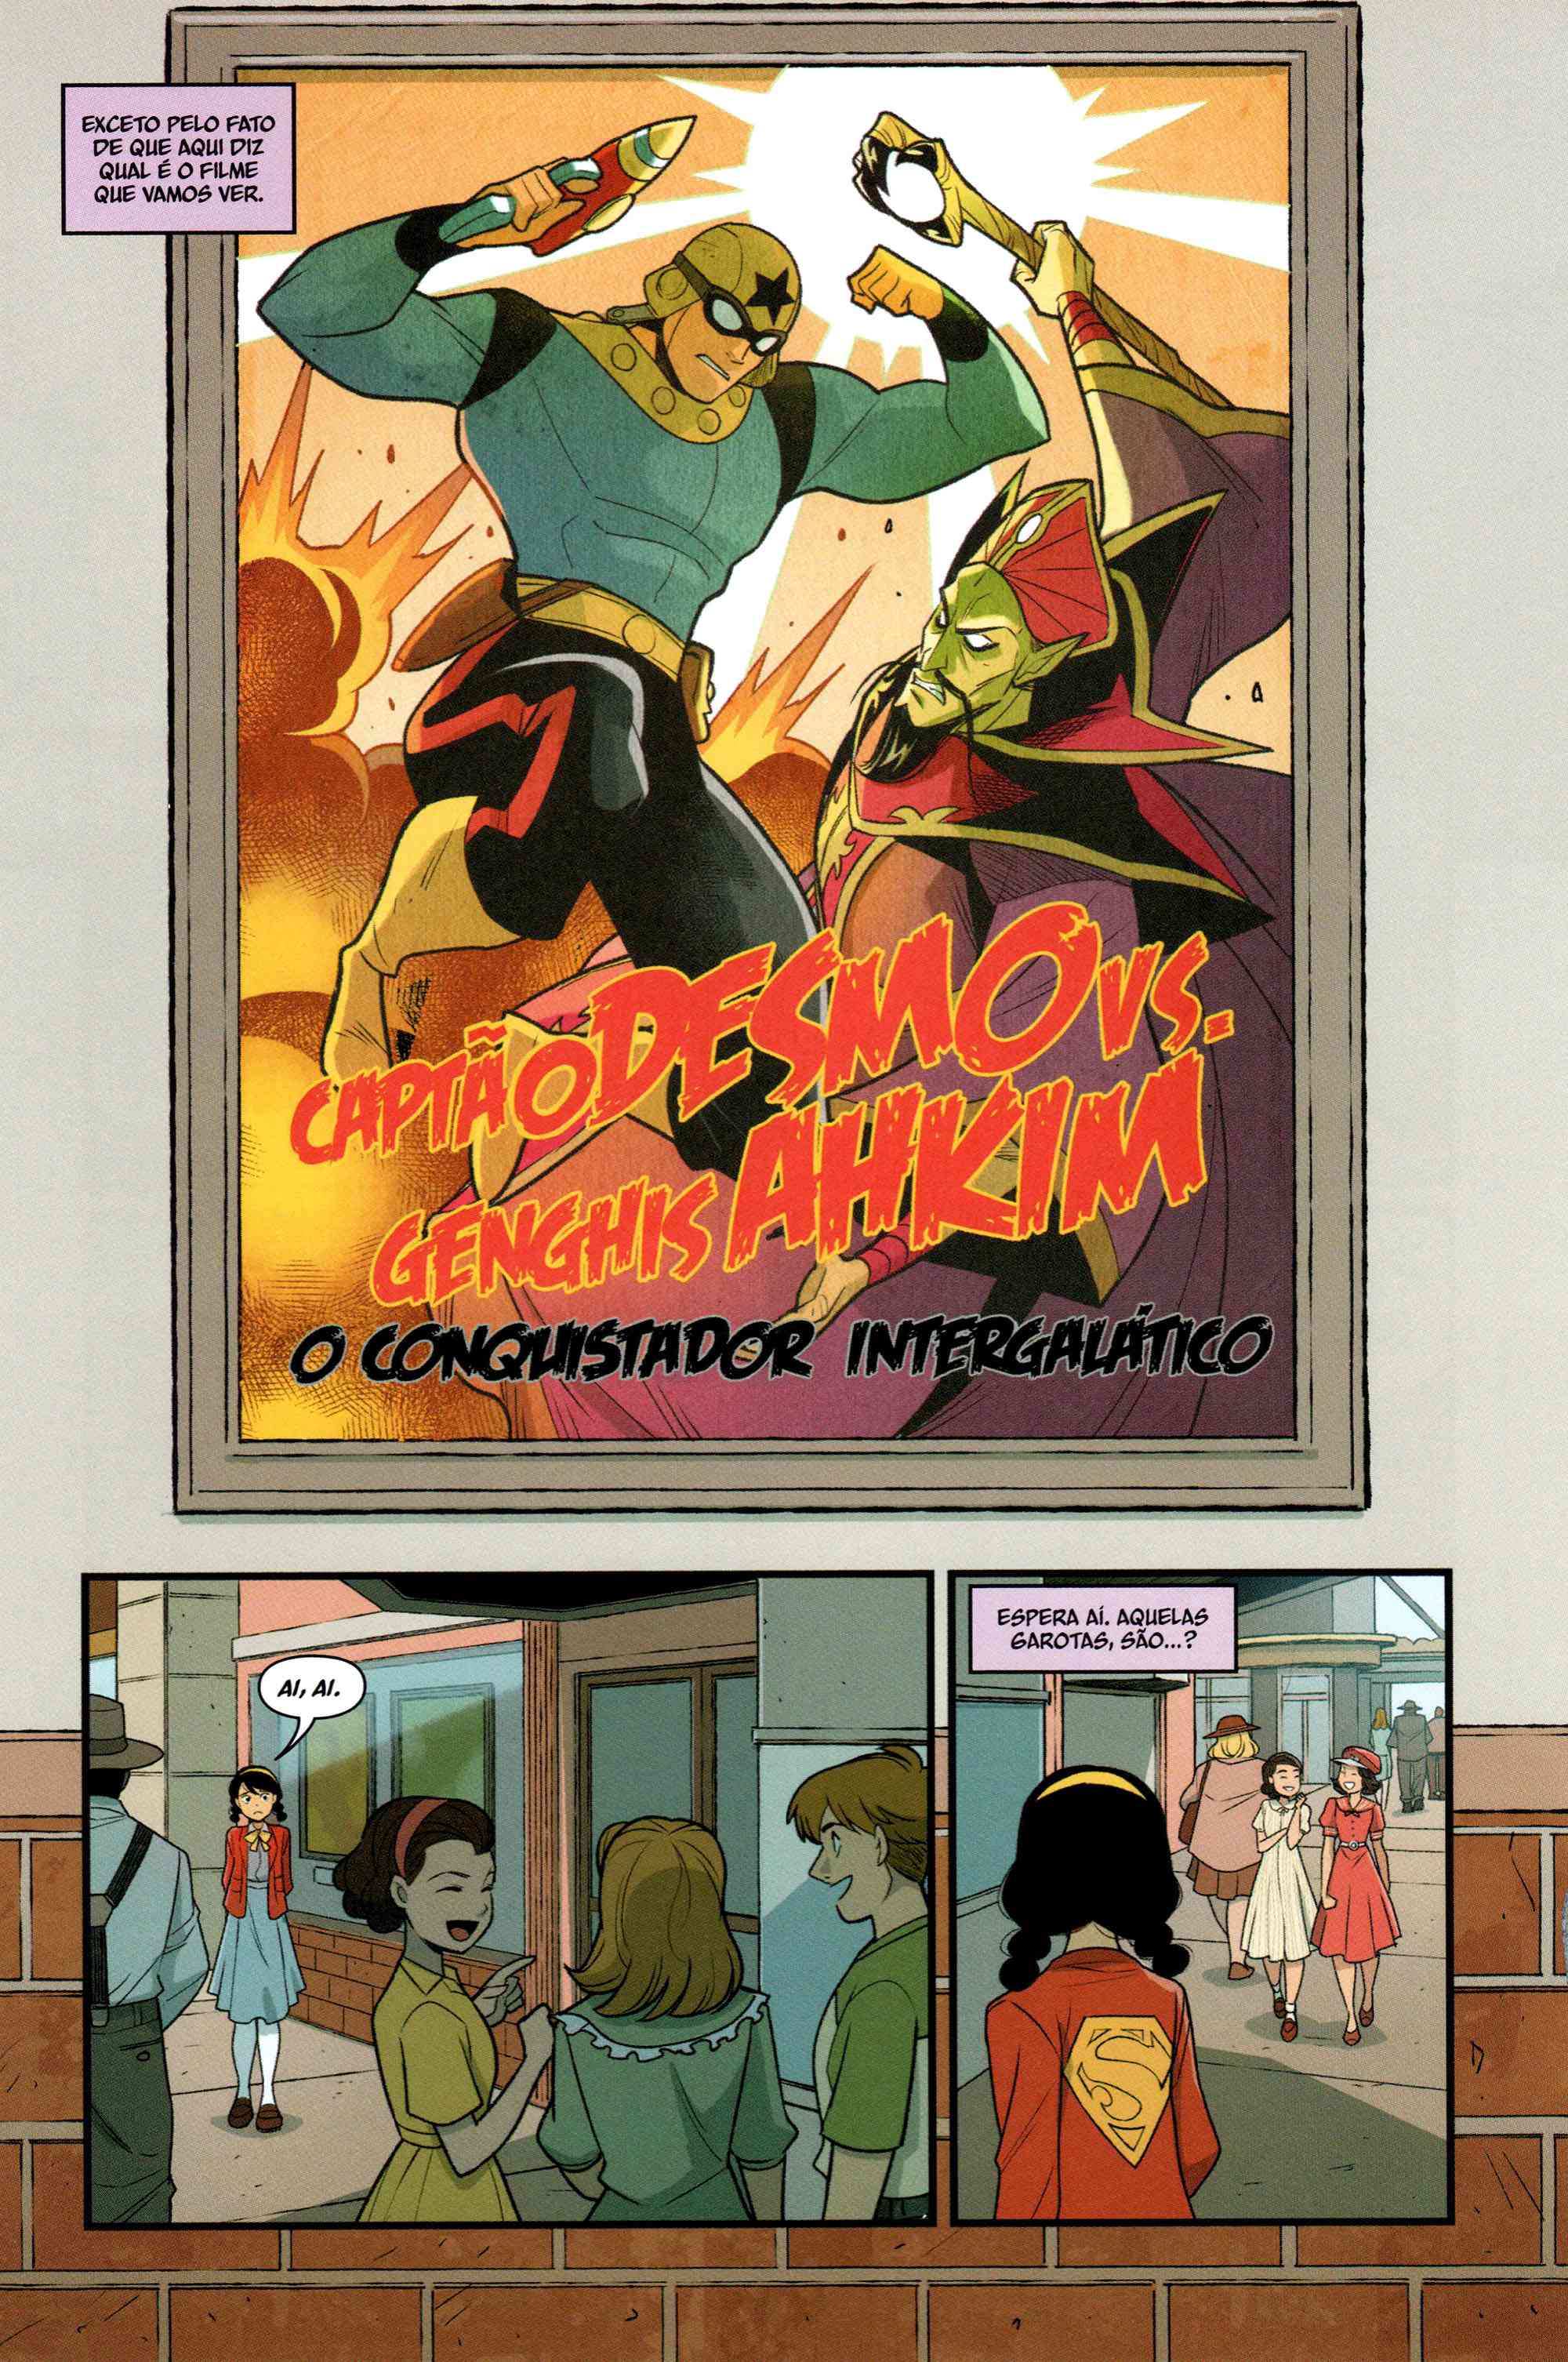 EXCETO PELO FATO
DE QUE AQUI DIZ
QUAL É O FILME
QUE VAMOS VER.
CAPTÃO DESMO VS.
GENGHIS AHKIM
O CONQUISTADOR INTERGALÁTICO
AI, AI.
ESPERA AÍ. AQUELAS
GAROTAS, SÃO...?
S